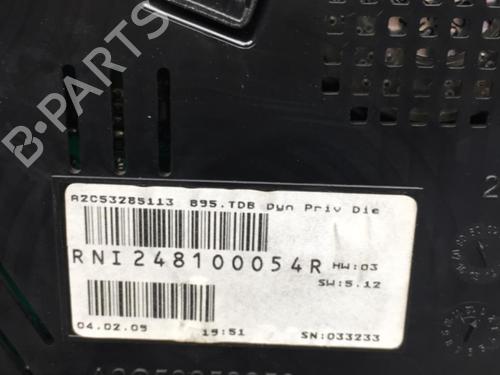 B-PARTS
2
A2C53285113 B95.TDB Dyn Priv Die
RNI248100054R HW:03
SW:5.12
04.02.09 19:51 SN:033233